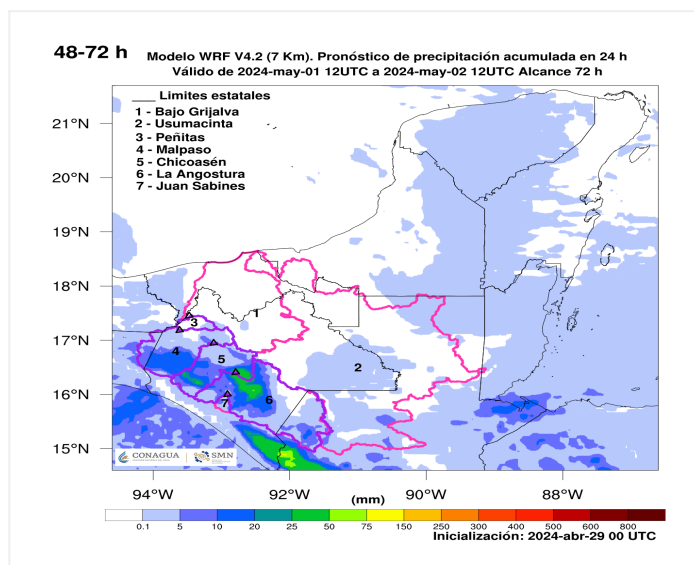 48-72 h
Modelo WRF V4.2 (7 Km). Pronóstico de precipitación acumulada en 24 h
Válido de 2024-may-01 12UTC a 2024-may-02 12UTC Alcance 72 h
Limites estatales
1 - Bajo Grijalva
2 - Usumacinta
3 - Peñitas
4 - Malpaso
5 - Chicoasén
6 - La Angostura
7 - Juan Sabines
21°N
20°N
19°N
18°N
17°N
16°N
15°N
1
3
4
5
2
7
6
CONAGUA
SMN
94°W
92°W
90°W
88°W
(mm)
0.1 5 10 20 25 50 75 150 250 300 400 500 600 800
Inicialización: 2024-abr-29 00 UTC